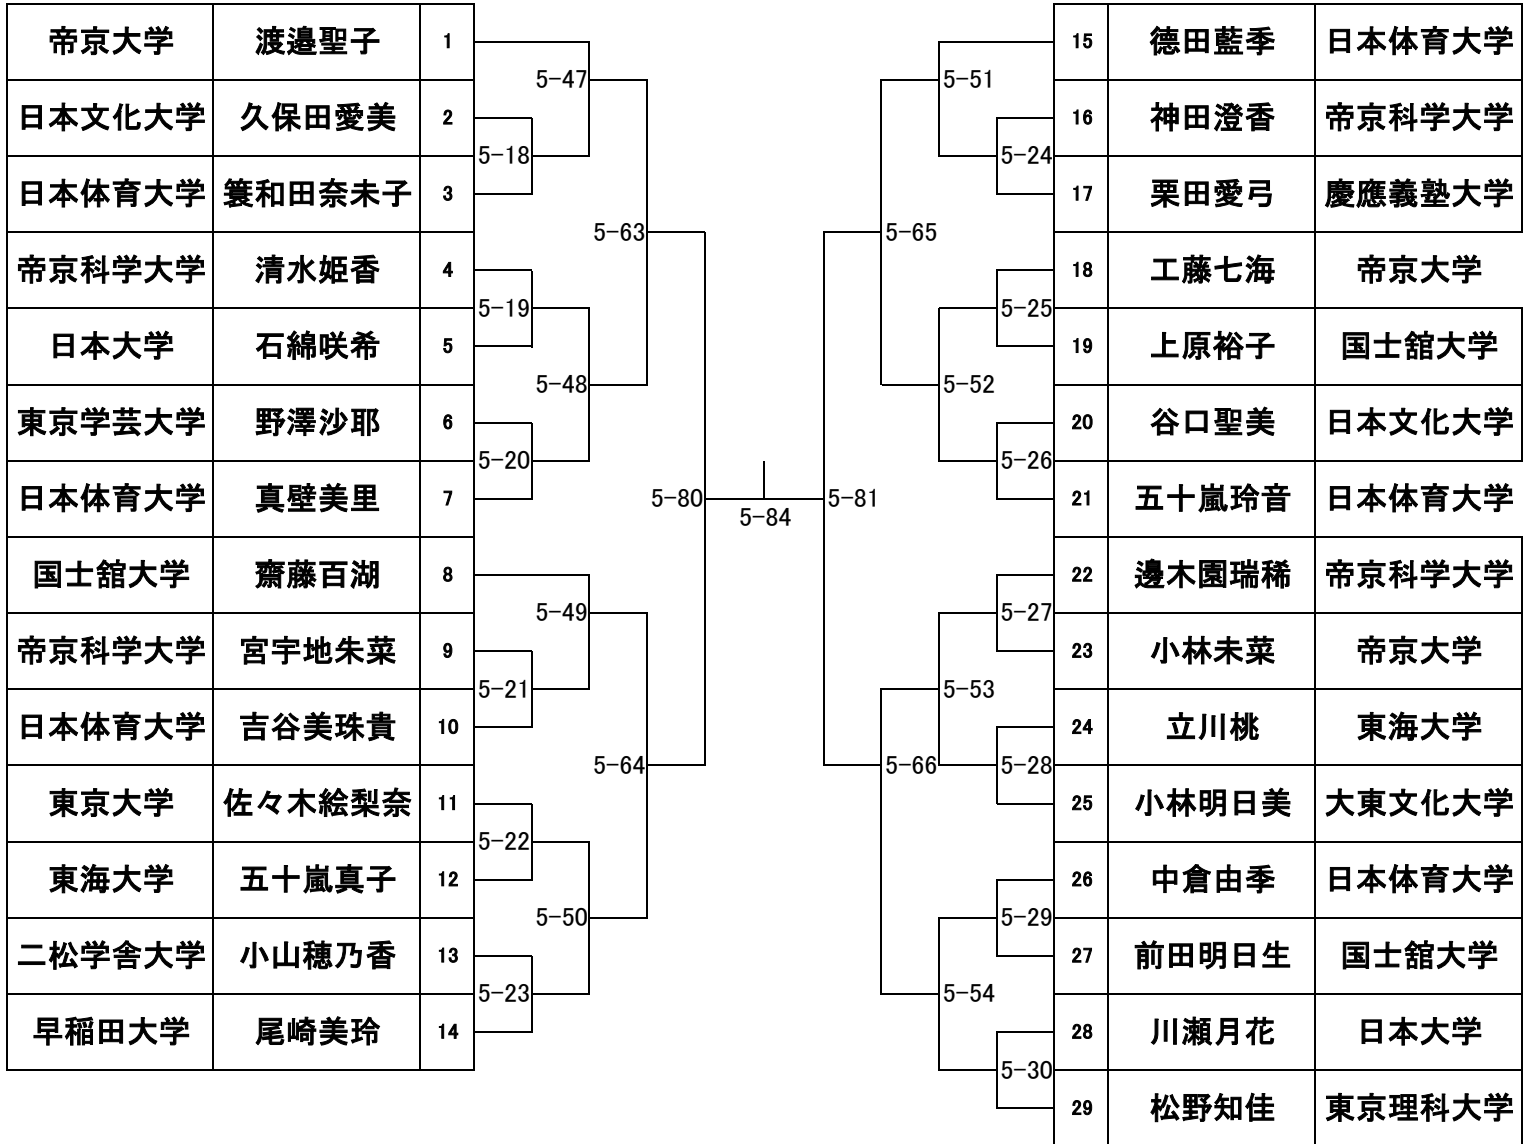 帝京大学 渡邉聖子 1
日本文化大学 久保田愛美 2
日本体育大学 簑和田奈未子 3
帝京科学大学 清水姫香 4
日本大学 石綿咲希 5
東京学芸大学 野澤沙耶 6
日本体育大学 真壁美里 7
国士舘大学 齋藤百湖 8
帝京科学大学 宮宇地朱菜 9
日本体育大学 吉谷美珠貴 10
東京大学 佐々木絵梨奈 11
東海大学 五十嵐真子 12
二松学舎大学 小山穂乃香 13
早稲田大学 尾崎美玲 14
5-18
5-19
5-20
5-21
5-22
5-23
5-47
5-48
5-49
5-50
5-63
5-64
5-80
5-84
5-81
5-65
5-66
5-51
5-52
5-53
5-54
5-24
5-25
5-26
5-27
5-28
5-29
5-30
15 德田藍季 日本体育大学
16 神田澄香 帝京科学大学
17 栗田愛弓 慶應義塾大学
18 工藤七海 帝京大学
19 上原裕子 国士舘大学
20 谷口聖美 日本文化大学
21 五十嵐玲音 日本体育大学
22 邊木園瑞稀 帝京科学大学
23 小林未菜 帝京大学
24 立川桃 東海大学
25 小林明日美 大東文化大学
26 中倉由季 日本体育大学
27 前田明日生 国士舘大学
28 川瀬月花 日本大学
29 松野知佳 東京理科大学